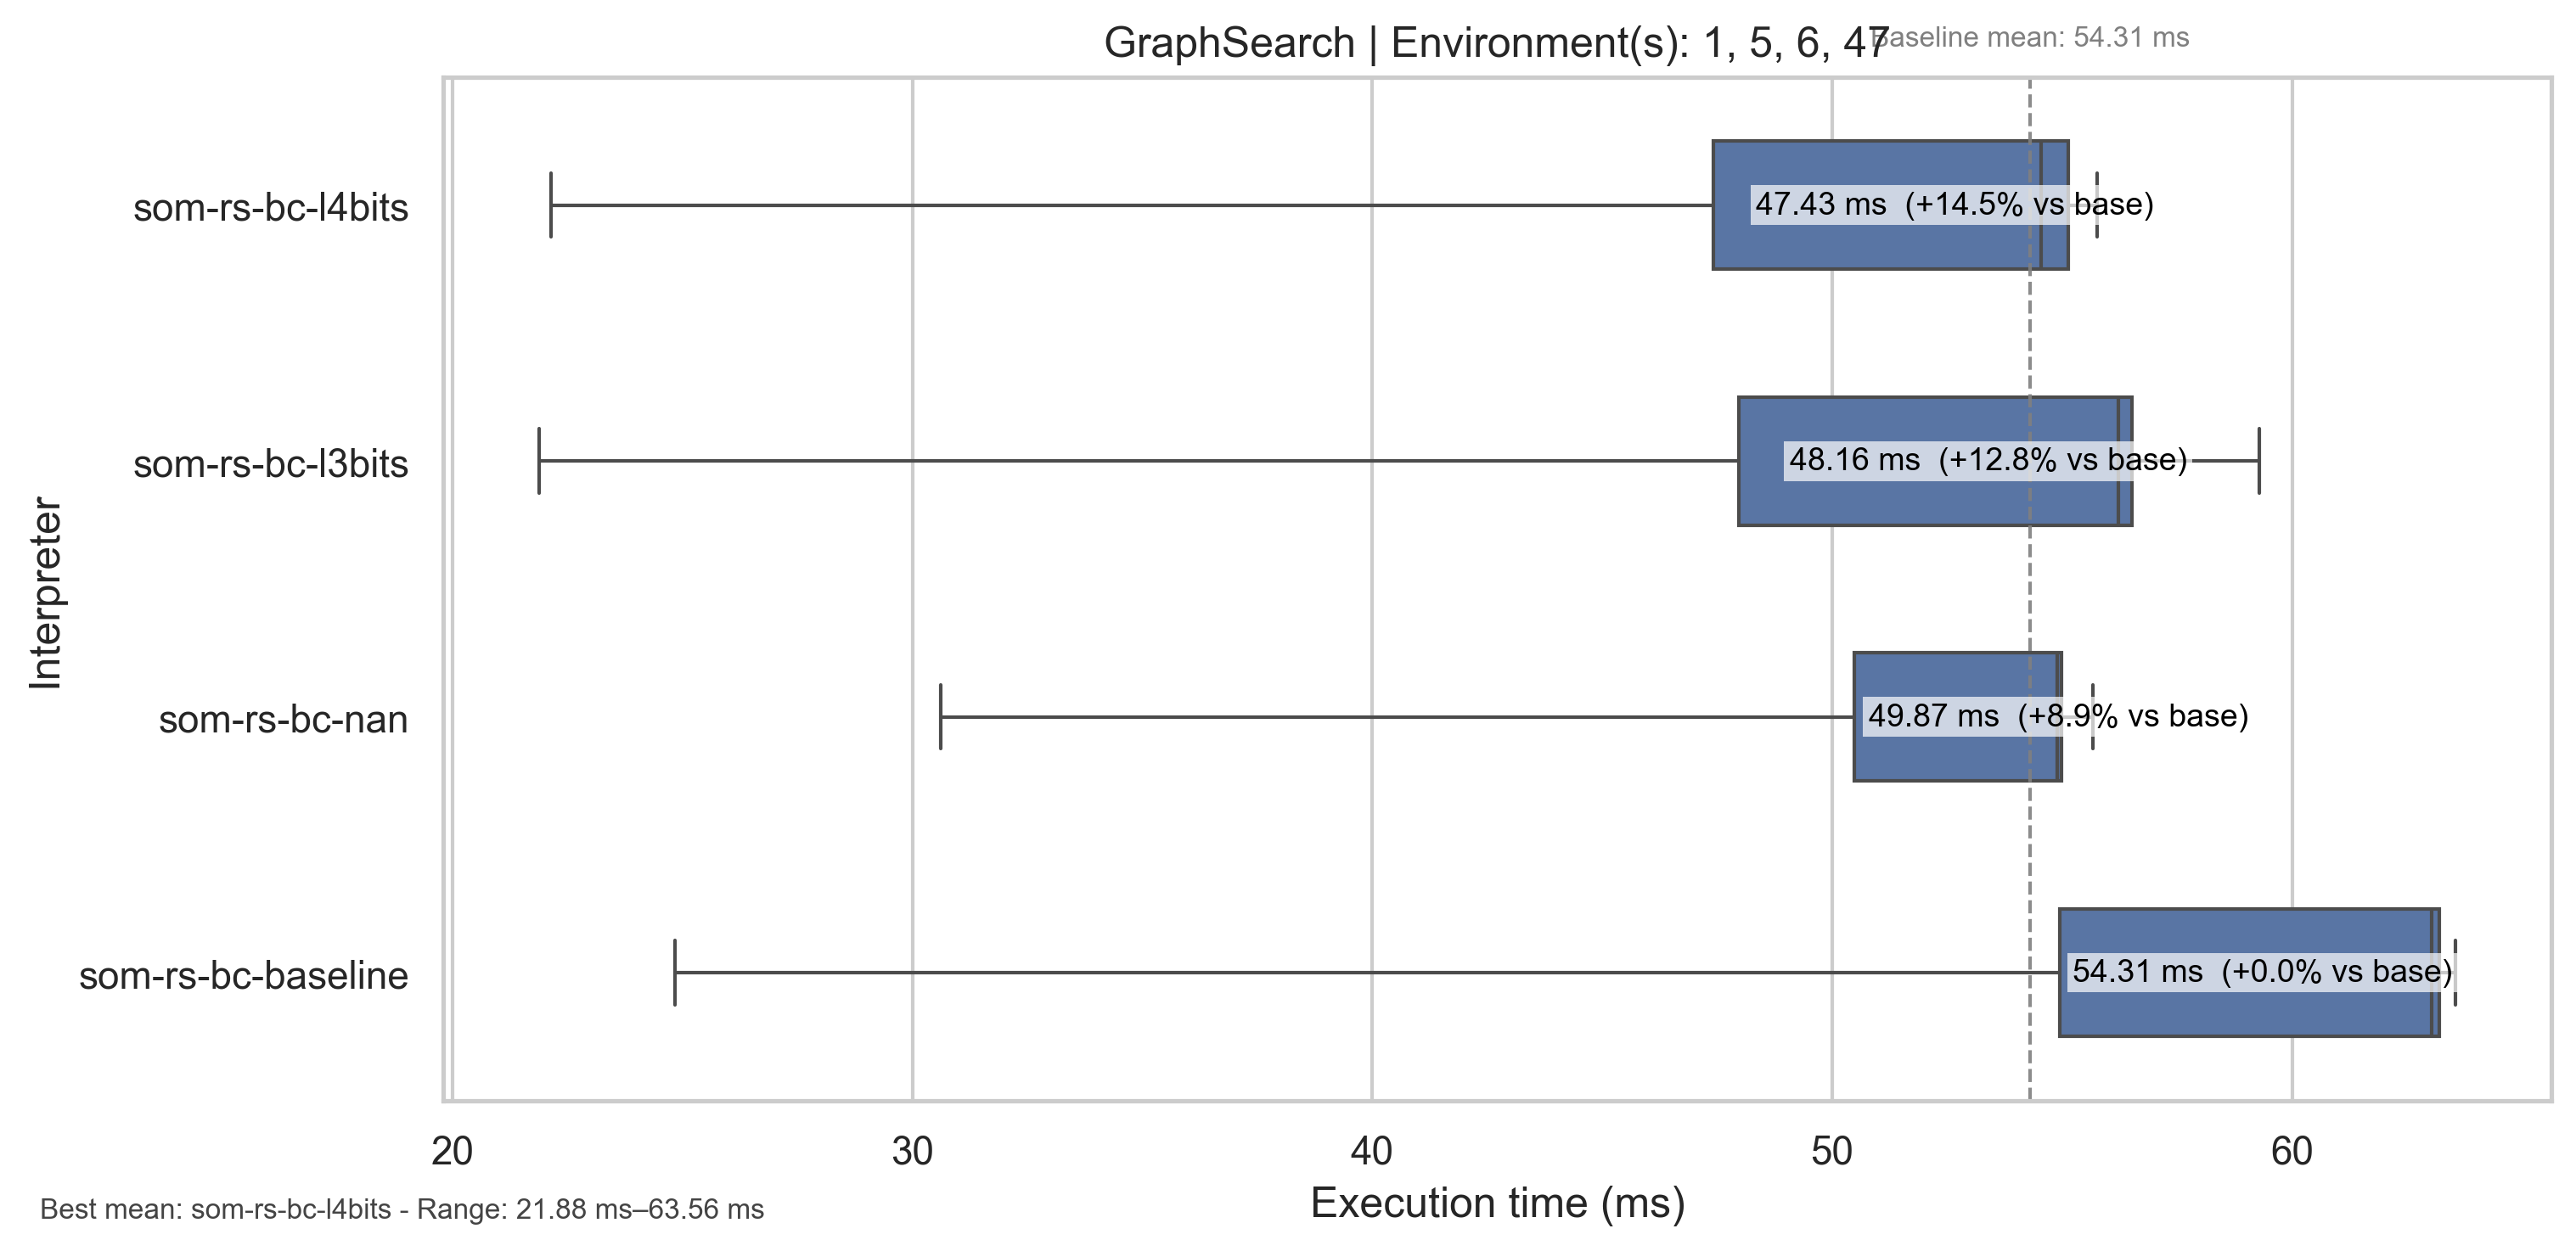 GraphSearch | Environment(s): 1, 5, 6, 47
Baseline mean: 54.31 ms
som-rs-bc-l4bits
47.43 ms (+14.5% vs base)
som-rs-bc-l3bits
48.16 ms (+12.8% vs base)
Interpreter
som-rs-bc-nan
49.87 ms (+8.9% vs base)
som-rs-bc-baseline
54.31 ms (+0.0% vs base)
20 30 40 50 60
Execution time (ms)
Best mean: som-rs-bc-l4bits - Range: 21.88 ms–63.56 ms